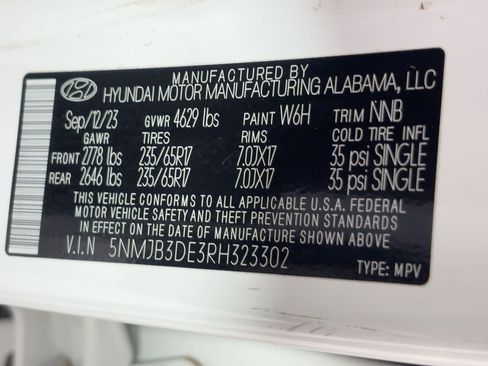 MANUFACTURED BY
HYUNDAI MOTOR MANUFACTURING ALABAMA, LLC
Sep/12/23 GVWR 4629 lbs PAINT W6H TRIM NNB
GAWR TIRES RIMS COLD TIRE INFL
FRONT 2778 lbs 235/65R17 7.0JX17 35 psi SINGLE
REAR 2646 lbs 235/65R17 7.0JX17 35 psi SINGLE
THIS VEHICLE CONFORMS TO ALL APPLICABLE U.S.A. FEDERAL
MOTOR VEHICLE SAFETY AND THEFT PREVENTION STANDARDS
IN EFFECT ON THE DATE OF MANUFACTURE SHOWN ABOVE
V.I.N 5NMJB3DE3RH323302
TYPE: MPV